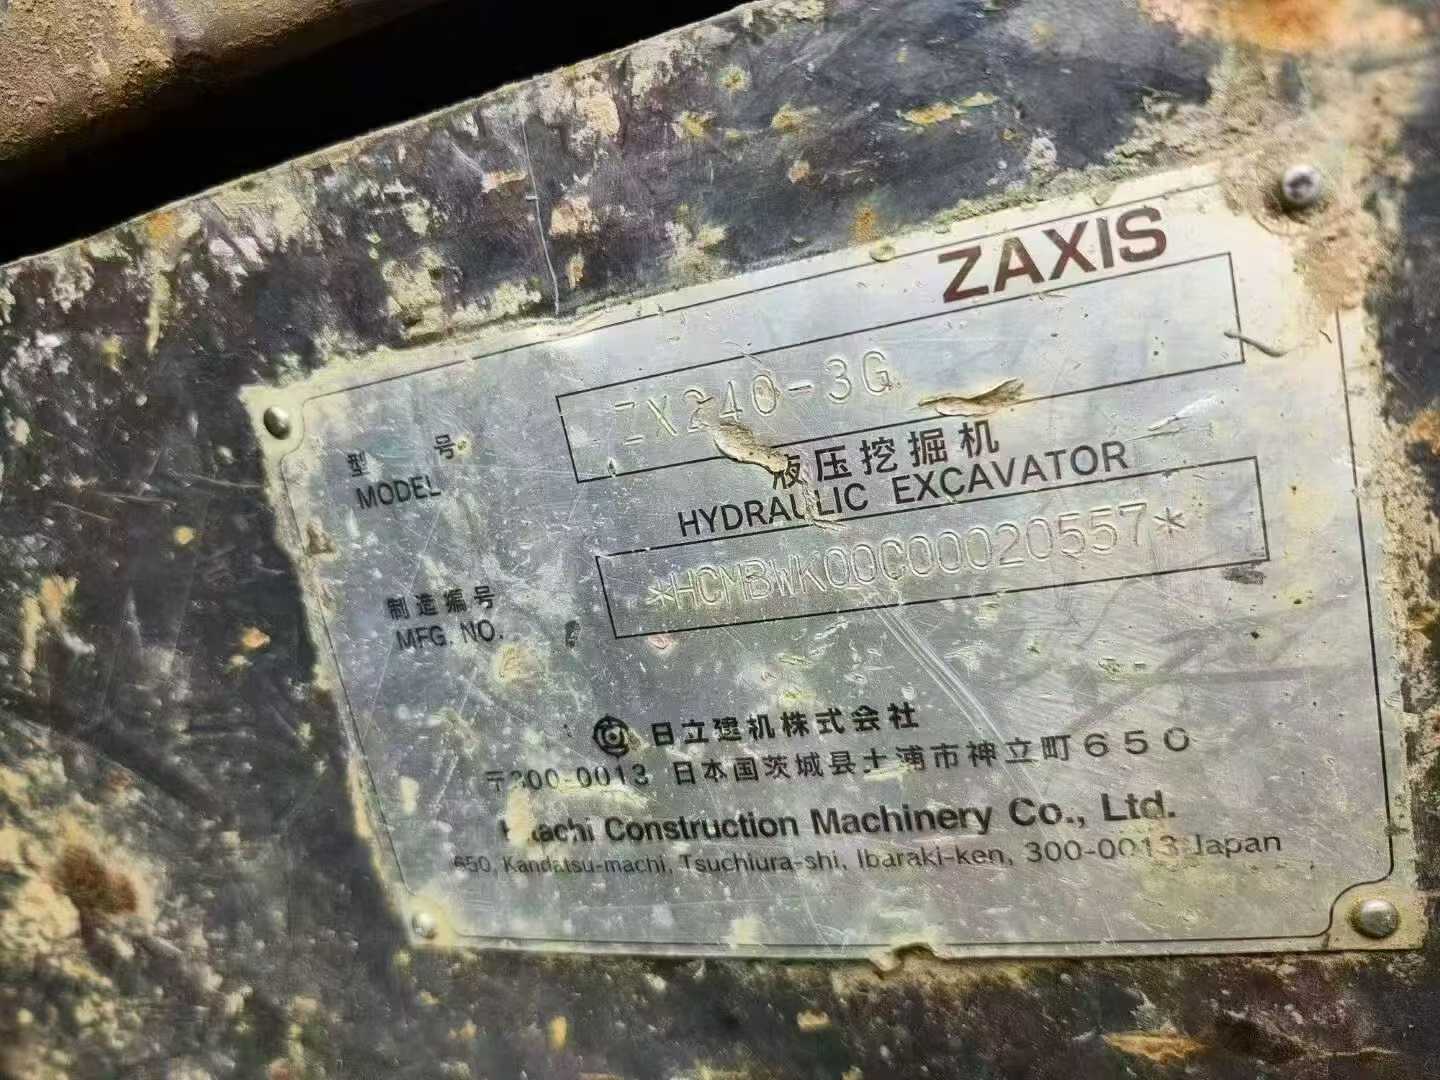 ZAXIS
型 号
MODEL
ZX240-3G
液压挖掘机
HYDRAULIC EXCAVATOR
制造编号
MFG. NO.
*HCMBWK00C00020557*
日立建机株式会社
〒300-0013 日本国茨城县土浦市神立町650
Hitachi Construction Machinery Co., Ltd.
650, Kandatsu-machi, Tsuchiura-shi, Ibaraki-ken, 300-0013 Japan